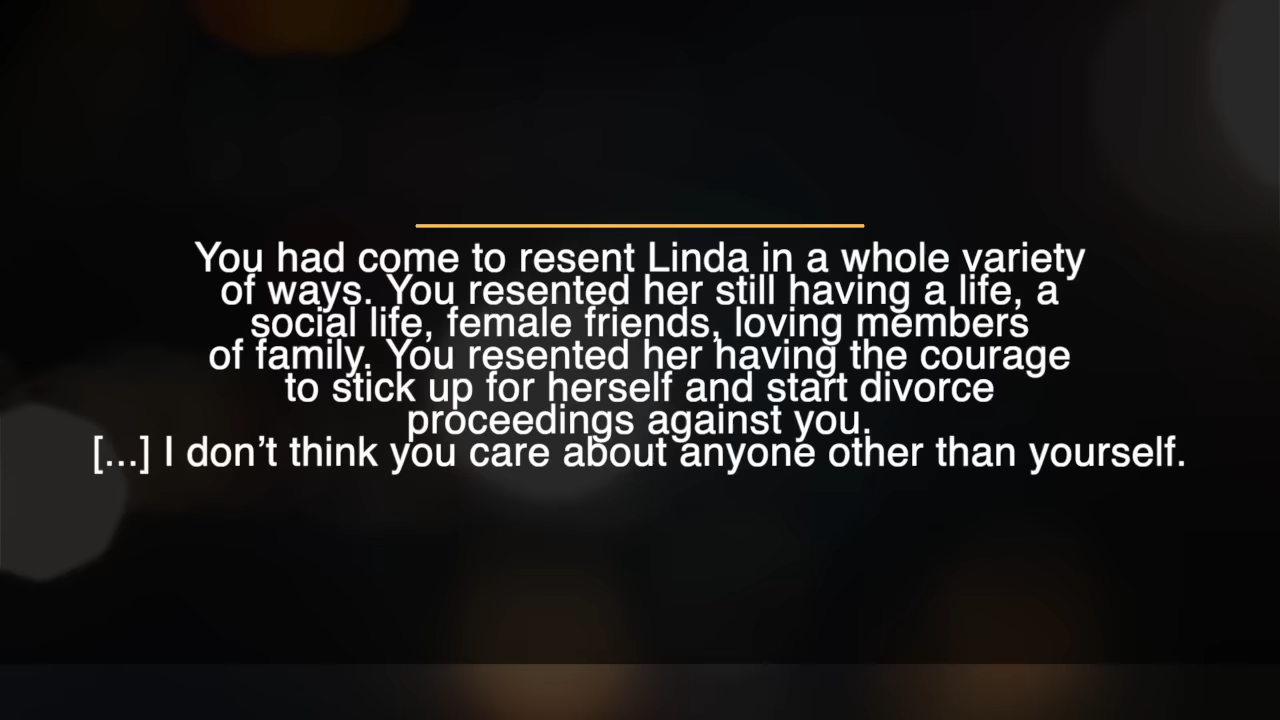 You had come to resent Linda in a whole variety
of ways. You resented her still having a life, a
social life, female friends, loving members
of family. You resented her having the courage
to stick up for herself and start divorce
proceedings against you.
[...] I don’t think you care about anyone other than yourself.